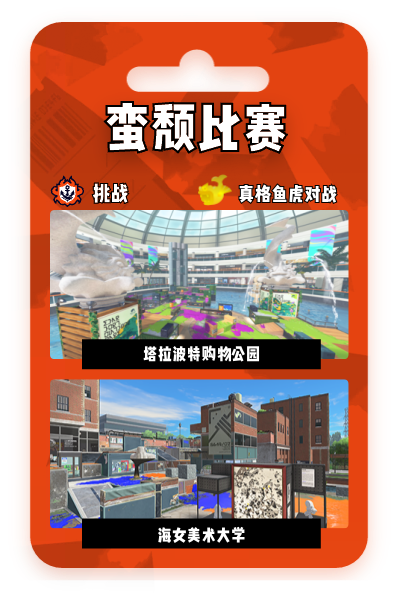 蛮颓比赛
挑战
真格鱼虎对战
塔拉波特购物公园
海女美术大学